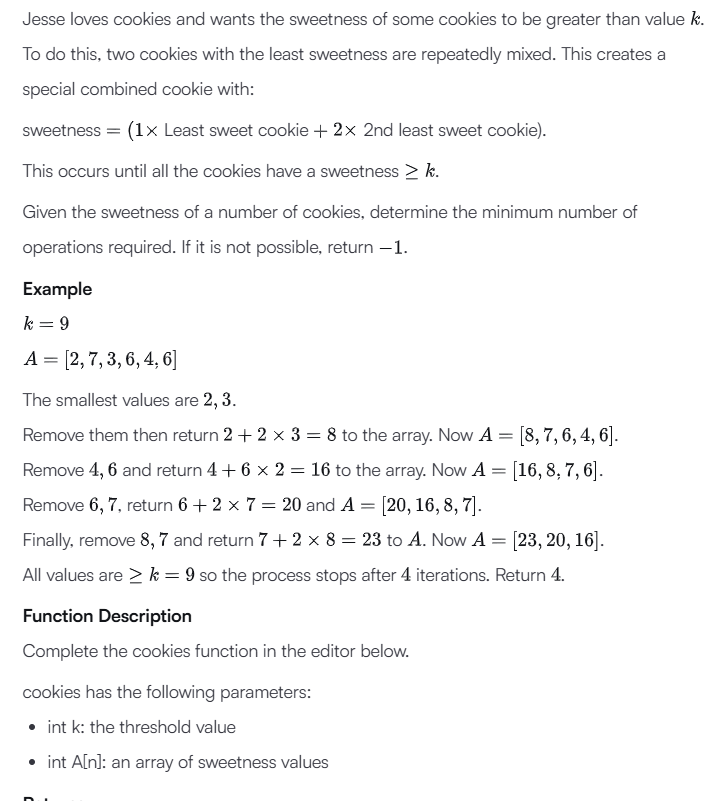 Jesse loves cookies and wants the sweetness of some cookies to be greater than value k.
To do this, two cookies with the least sweetness are repeatedly mixed. This creates a
special combined cookie with:
sweetness = (1× Least sweet cookie + 2× 2nd least sweet cookie).
This occurs until all the cookies have a sweetness ≥ k.
Given the sweetness of a number of cookies, determine the minimum number of
operations required. If it is not possible, return −1.
Example
k = 9
A = [2, 7, 3, 6, 4, 6]
The smallest values are 2, 3.
Remove them then return 2 + 2 × 3 = 8 to the array. Now A = [8, 7, 6, 4, 6].
Remove 4, 6 and return 4 + 6 × 2 = 16 to the array. Now A = [16, 8, 7, 6].
Remove 6, 7, return 6 + 2 × 7 = 20 and A = [20, 16, 8, 7].
Finally, remove 8, 7 and return 7 + 2 × 8 = 23 to A. Now A = [23, 20, 16].
All values are ≥ k = 9 so the process stops after 4 iterations. Return 4.
Function Description
Complete the cookies function in the editor below.
cookies has the following parameters:
• int k: the threshold value
• int A[n]: an array of sweetness values